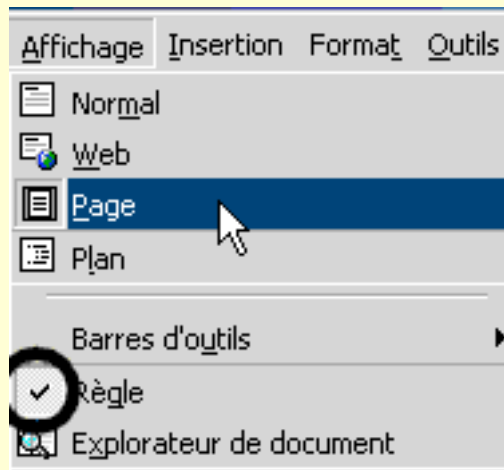 Affichage Insertion Format Outils
Normal
Web
Page
Plan
Barres d'outils
Règle
Explorateur de document